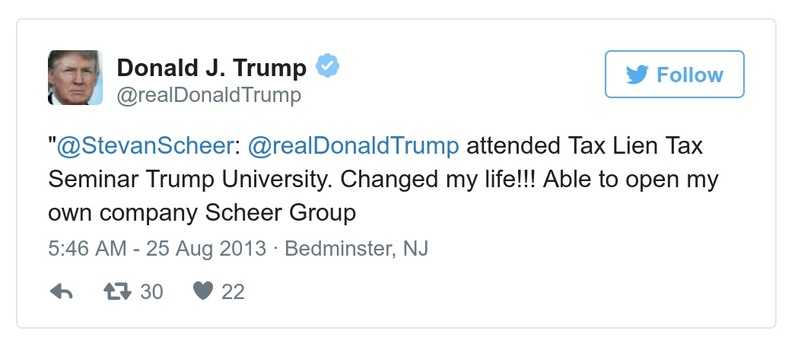 Donald J. Trump
Follow
@realDonaldTrump
"@StevanScheer: @realDonaldTrump attended Tax Lien Tax
Seminar Trump University. Changed my life!!! Able to open my
own company Scheer Group
5:46 AM - 25 Aug 2013 · Bedminster, NJ
30 22